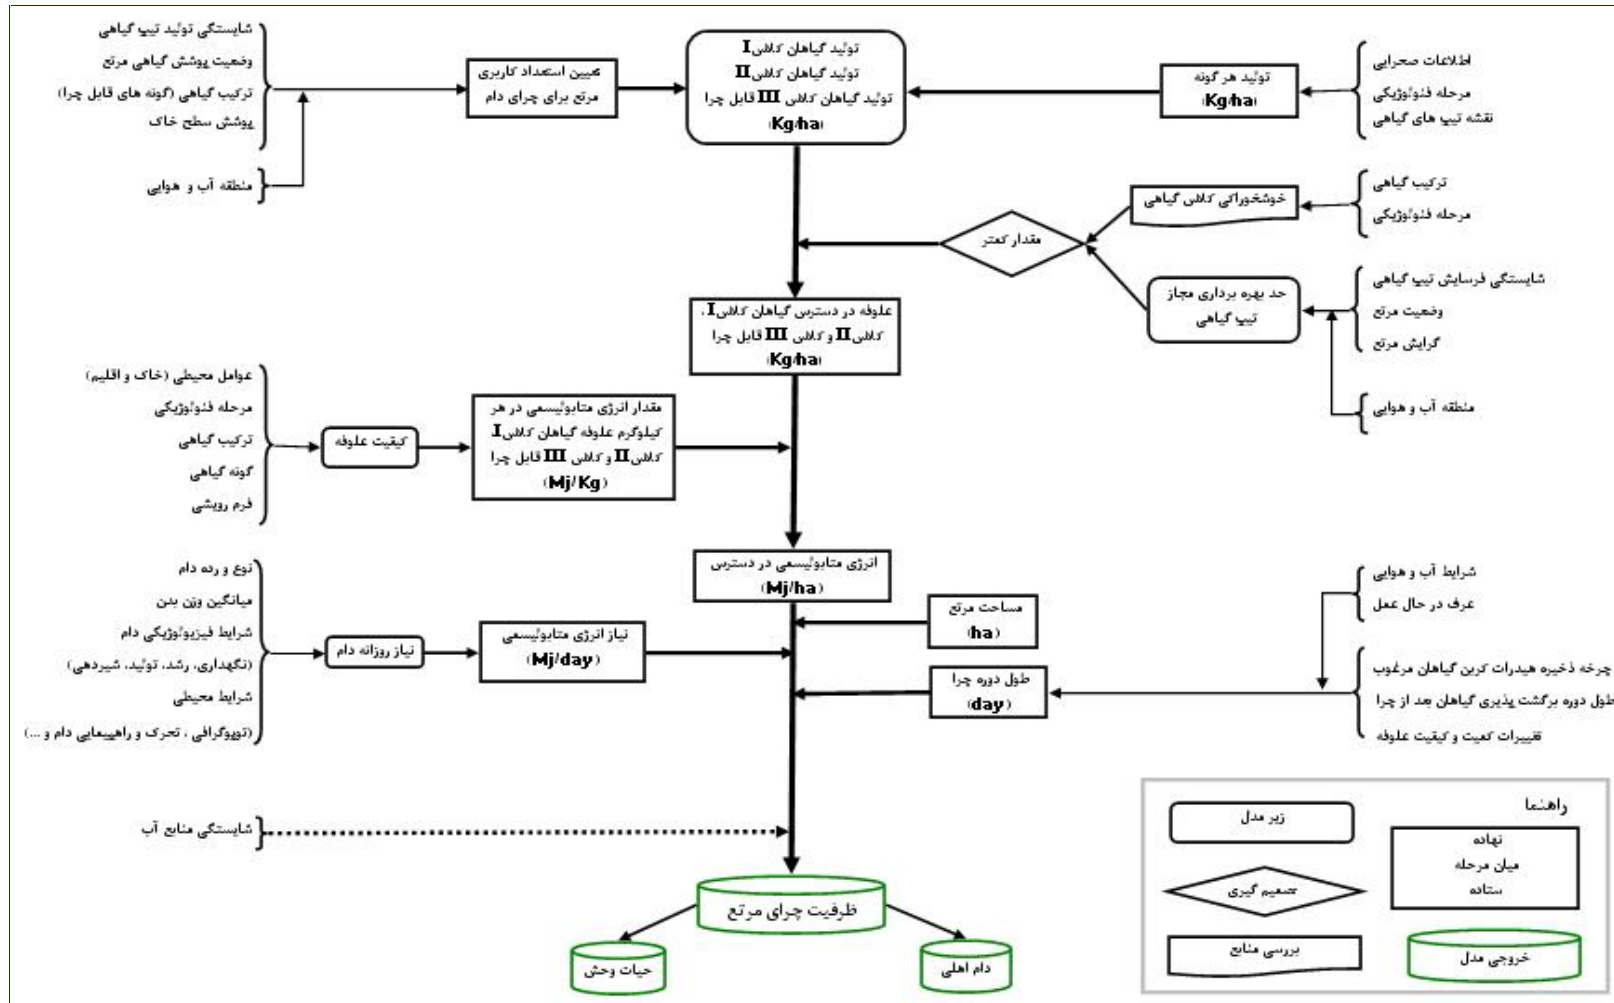 شایستگی تولید تیپ گیاهی
وضعیت پوشش گیاهی مرتع
ترکیب گیاهی (گونه های قابل چرا)
پوشش سطح خاک
منطقه آب و هوایی
تعیین استعداد کاربری
مرتع برای چرای دام
تولید گیاهان کلاس I
تولید گیاهان کلاس II
تولید گیاهان کلاس III قابل چرا
(Kg/ha)
تولید هر گونه
(Kg/ha)
اطلاعات صحرایی
مرحله فنولوژیکی
نقشه تیپ های گیاهی
ترکیب گیاهی
مرحله فنولوژیکی
خوشخوراکی کلاس گیاهی
مقدار کمتر
حد بهره برداری مجاز
تیپ گیاهی
شایستگی فرسایش تیپ گیاهی
وضعیت مرتع
گرایش مرتع
منطقه آب و هوایی
علوفه در دسترس گیاهان کلاس I،
کلاس II و کلاس III قابل چرا
(Kg/ha)
عوامل محیطی (خاک و اقلیم)
مرحله فنولوژیکی
ترکیب گیاهی
گونه گیاهی
فرم رویشی
کیفیت علوفه
مقدار انرژی متابولیسمی در هر
کیلوگرم علوفه گیاهان کلاس I،
کلاس II و کلاس III قابل چرا
(Mj/Kg)
انرژی متابولیسمی در دسترس
(Mj/ha)
نوع و رده دام
میانگین وزن بدن
شرایط فیزیولوژیکی دام
(نگهداری، رشد، تولید، شیردهی)
شرایط محیطی
(توپوگرافی ، تحرک و راهپیمایی دام و ...)
نیاز روزانه دام
نیاز انرژی متابولیسمی
(Mj/day)
مساحت مرتع
(ha)
طول دوره چرا
(day)
شرایط آب و هوایی
عرف در حال عمل
چرخه ذخیره هیدرات کربن گیاهان مرغوب
طول دوره برگشت پذیری گیاهان بعد از چرا
تغییرات کمیت و کیفیت علوفه
شایستگی منابع آب
ظرفیت چرای مرتع
حیات وحش
دام اهلی
راهنما
زیر مدل
نهاده
میان مرحله
ستاده
تصمیم گیری
بررسی منابع
خروجی مدل